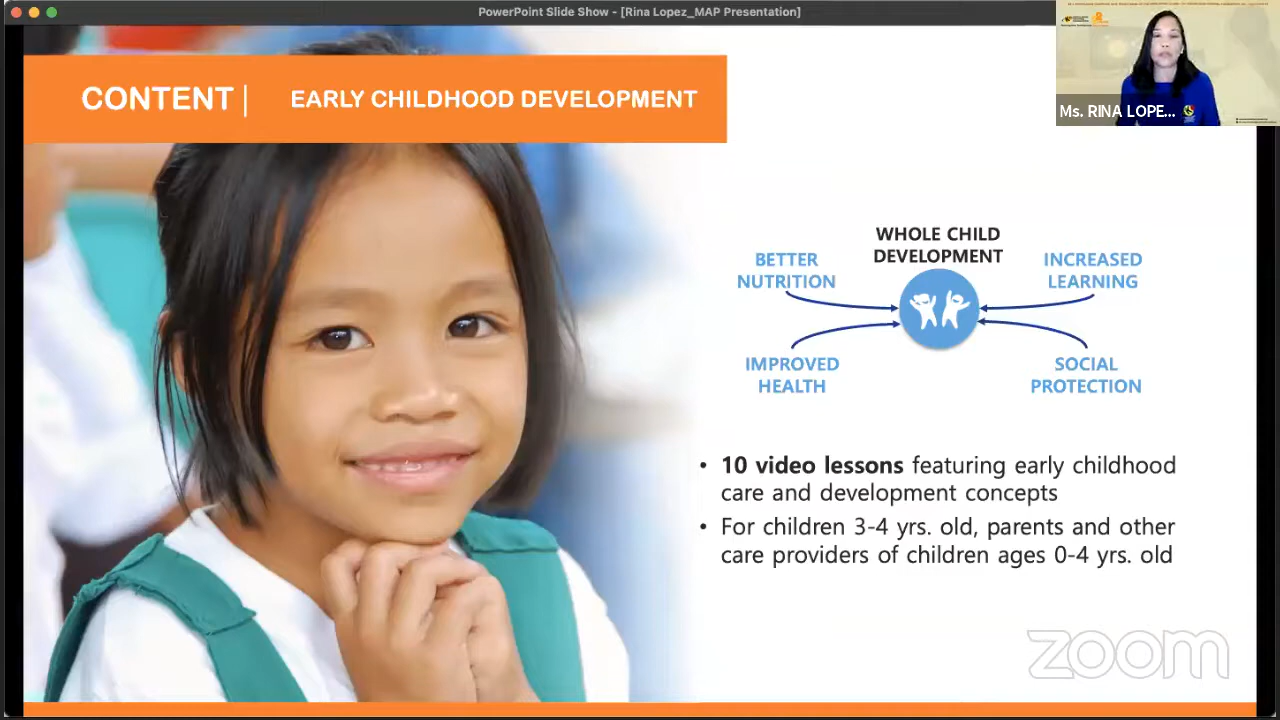 PowerPoint Slide Show - [Rina Lopez_MAP Presentation]
CONTENT | EARLY CHILDHOOD DEVELOPMENT
Ms. RINA LOPE...
WHOLE CHILD
DEVELOPMENT
BETTER
NUTRITION
INCREASED
LEARNING
IMPROVED
HEALTH
SOCIAL
PROTECTION
• 10 video lessons featuring early childhood
care and development concepts
• For children 3-4 yrs. old, parents and other
care providers of children ages 0-4 yrs. old
zoom